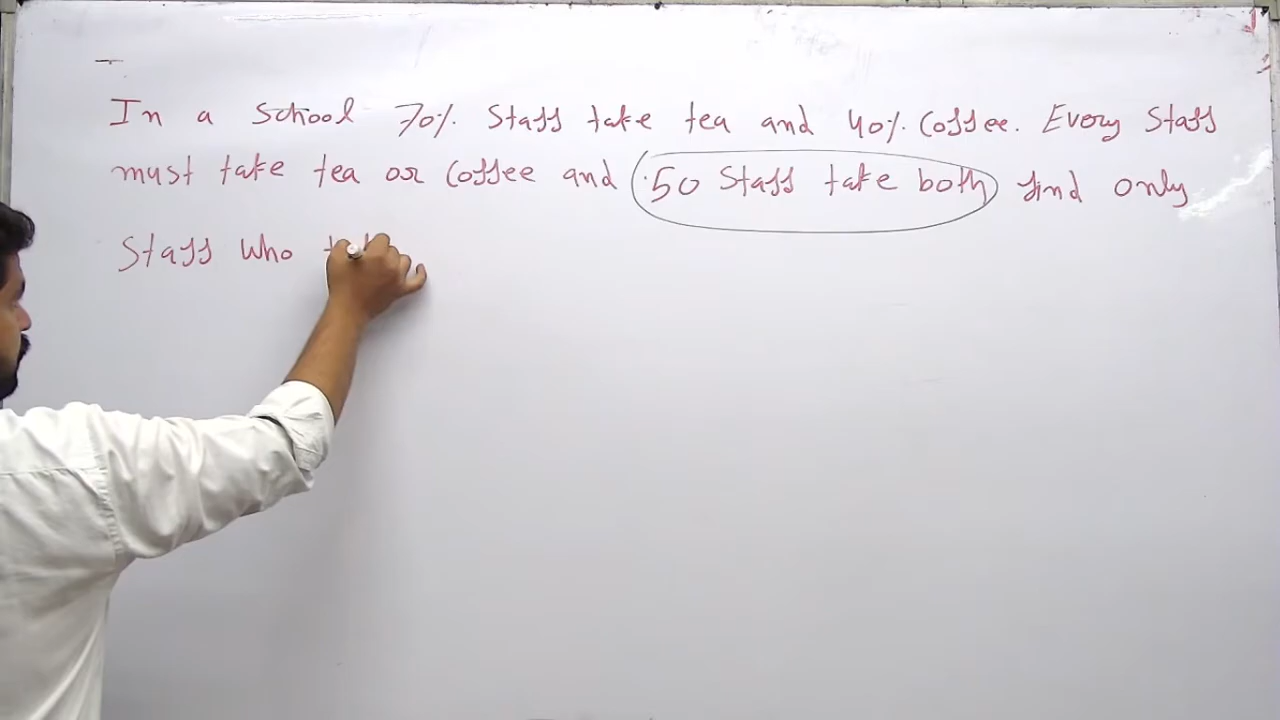 In a school 70% Staff take tea and 40% Coffee. Every Staff
must take tea or Coffee and 50 Staff take both find only
Staff who